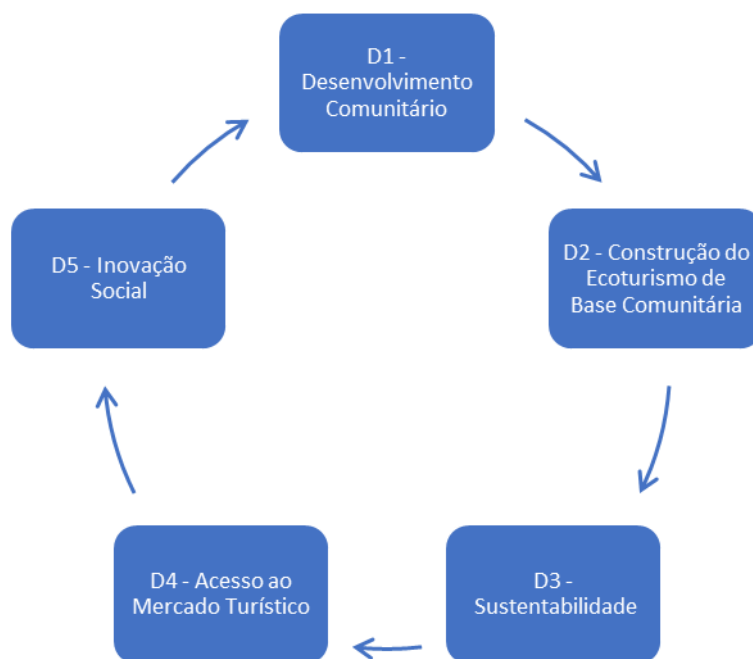 D1 -
Desenvolvimento
Comunitário
D2 - Construção do
Ecoturismo de
Base Comunitária
D3 -
Sustentabilidade
D4 - Acesso ao
Mercado Turístico
D5 - Inovação
Social